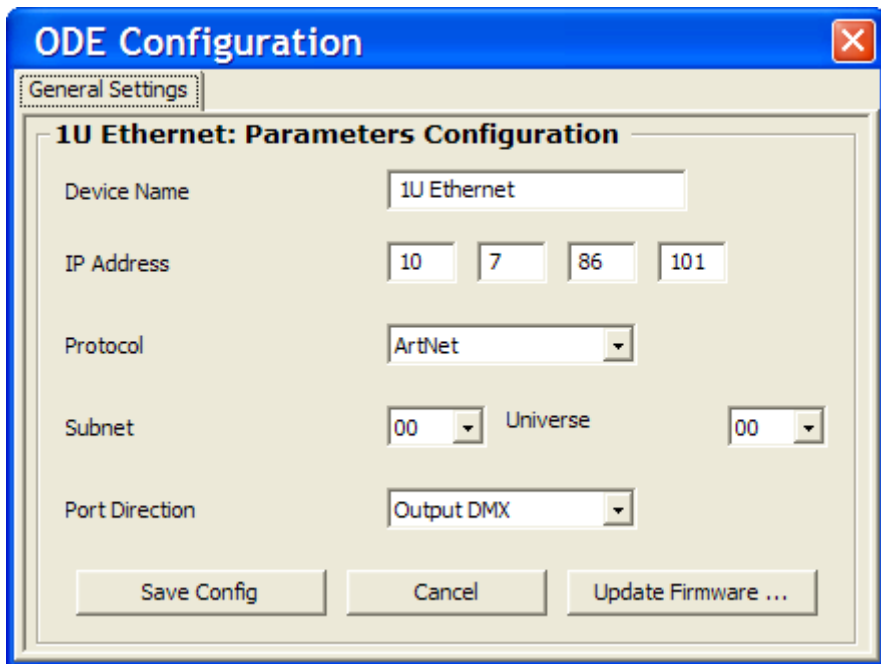 ODE Configuration
General Settings
1U Ethernet: Parameters Configuration
Device Name 1U Ethernet
IP Address 10 7 86 101
Protocol ArtNet
Subnet 00 Universe 00
Port Direction Output DMX
Save Config Cancel Update Firmware ...